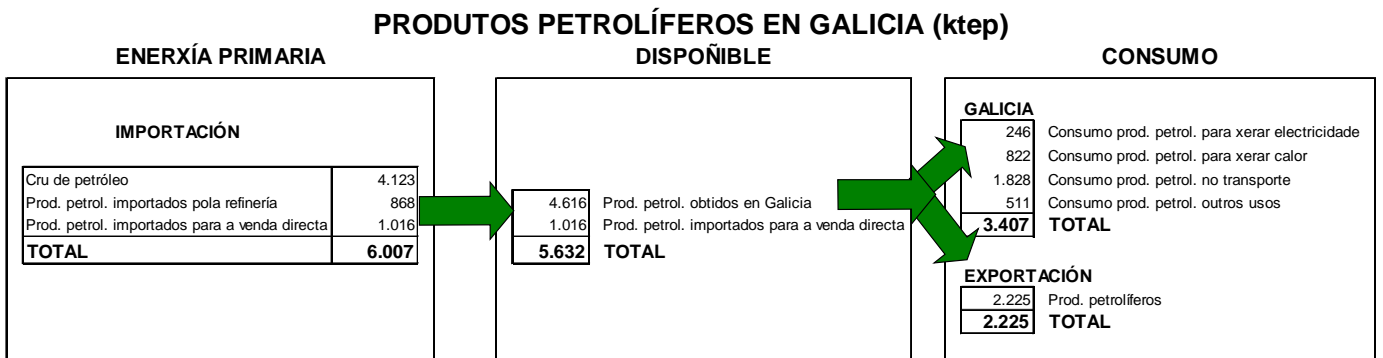 PRODUTOS PETROLÍFEROS EN GALICIA (ktep)
ENERXÍA PRIMARIA
IMPORTACIÓN
Cru de petróleo 4.123
Prod. petrol. importados pola refinería 868
Prod. petrol. importados para a venda directa 1.016
TOTAL 6.007
DISPOÑIBLE
4.616 Prod. petrol. obtidos en Galicia
1.016 Prod. petrol. importados para a venda directa
5.632 TOTAL
CONSUMO
GALICIA
246 Consumo prod. petrol. para xerar electricidade
822 Consumo prod. petrol. para xerar calor
1.828 Consumo prod. petrol. no transporte
511 Consumo prod. petrol. outros usos
3.407 TOTAL
EXPORTACIÓN
2.225 Prod. petrolíferos
2.225 TOTAL